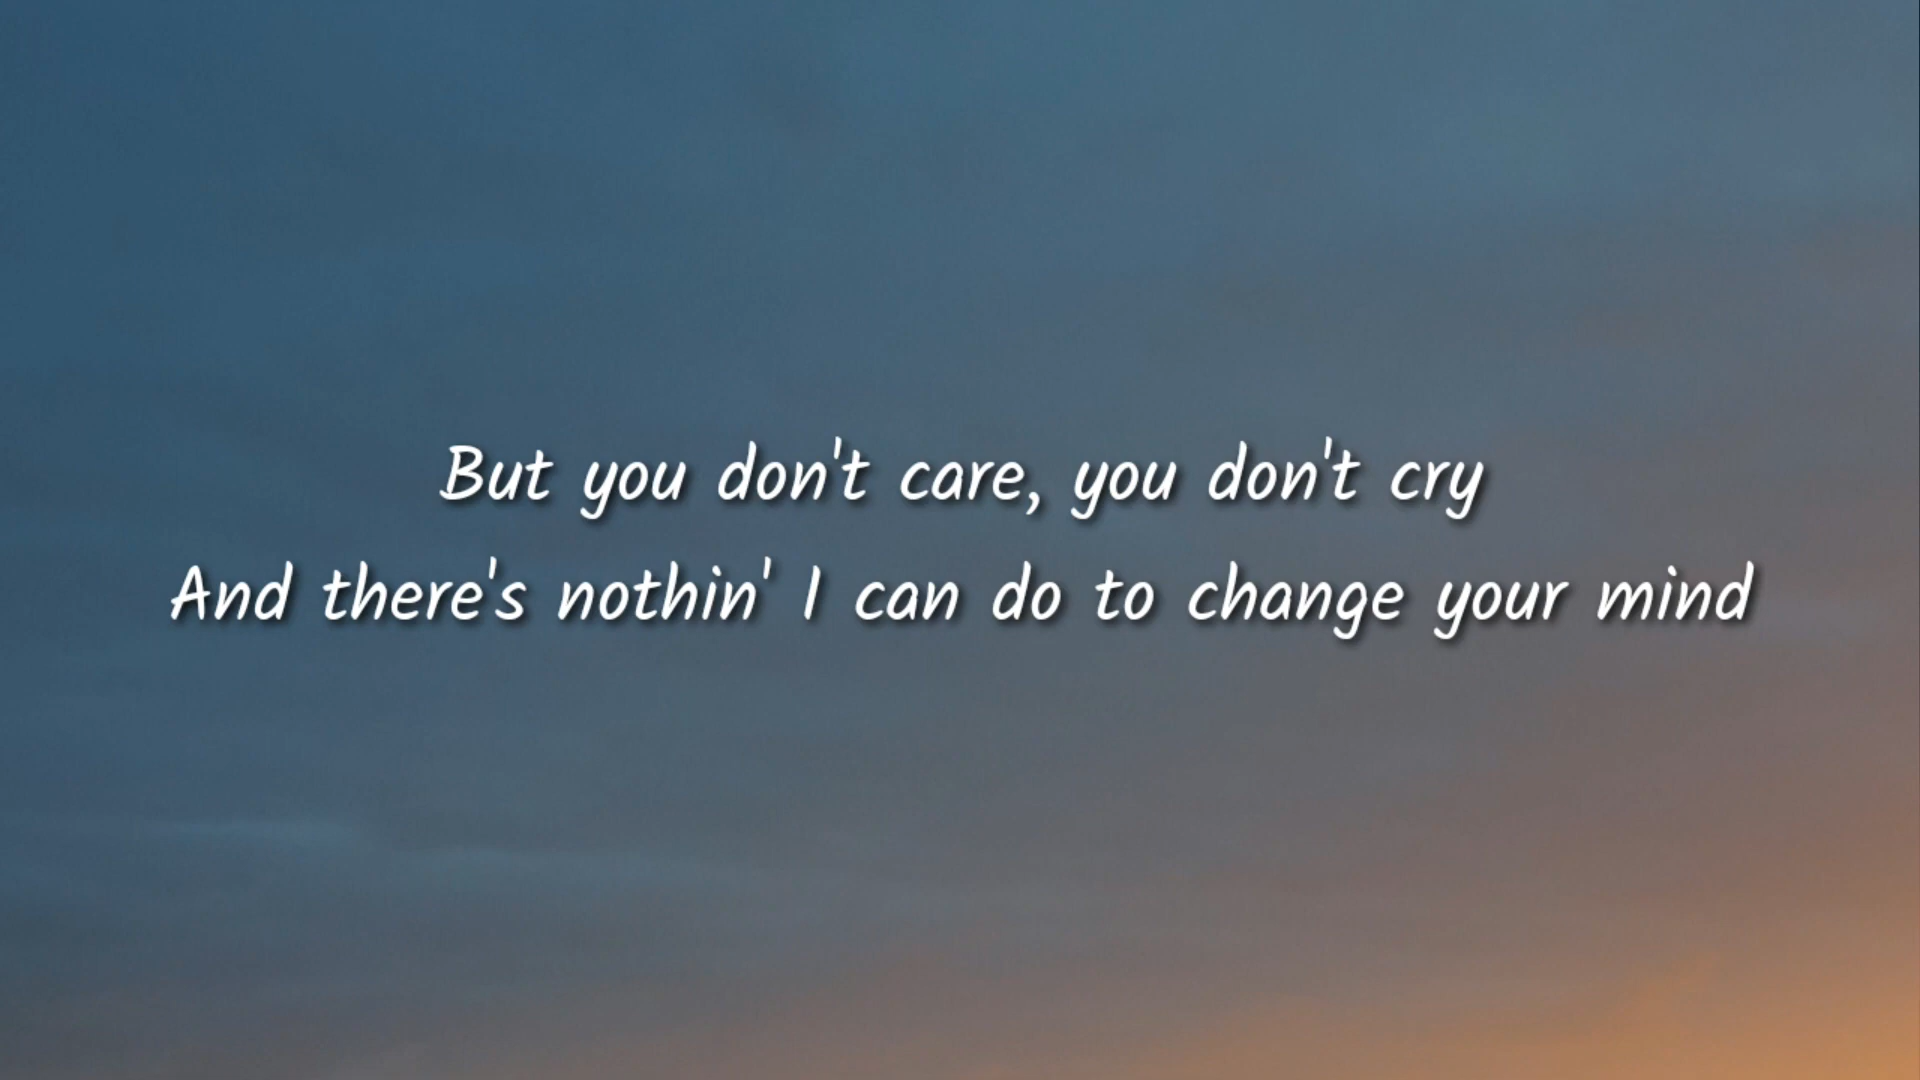 But you don't care, you don't cry
And there's nothin' I can do to change your mind